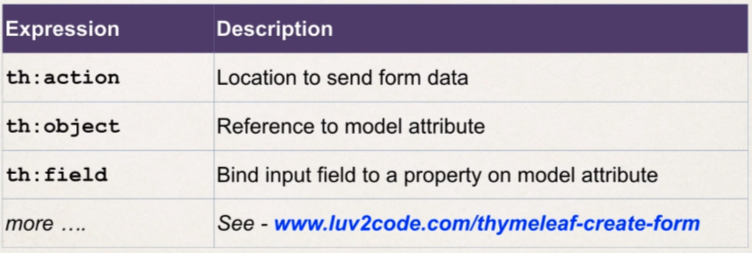 Expression Description
th:action Location to send form data
th:object Reference to model attribute
th:field Bind input field to a property on model attribute
more .... See - www.luv2code.com/thymeleaf-create-form